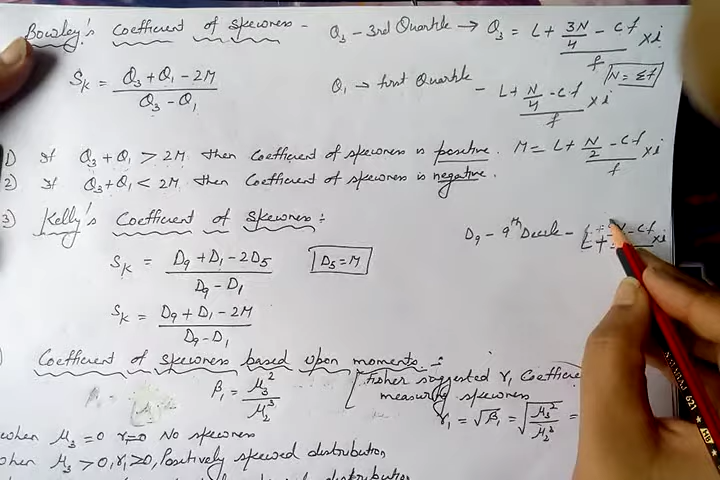 Bowley's Coefficient of skewness - Q₃ - 3rd Quartile → Q₃ = L + (3N/4 - Cf)/f × i
Sₖ = (Q₃ + Q₁ - 2M)/(Q₃ - Q₁)
Q₁ → first Quartile - (L + N/4 - Cf)/f × i
N = Σf
1) If Q₃ + Q₁ > 2M then Coefficient of skewness is positive. M = L + (N/2 - Cf)/f × i
2) If Q₃ + Q₁ < 2M then Coefficient of skewness is negative.
3) Kelly's Coefficient of Skewness :
D₉ - 9th Decile - L + N - Cf × i
Sₖ = (D₉ + D₁ - 2D₅)/(D₉ - D₁)
D₅ = M
Sₖ = (D₉ + D₁ - 2M)/(D₉ - D₁)
) Coefficient of skewness based upon moments. -
β₁ = μ₃²/μ₂³
Fisher suggested γ₁ Coefficie
measuring skewness
γ₁ = √β₁ = √(μ₃²/μ₂³) =
when μ₃ = 0 γ=0 No skewness
when μ₃ > 0, γ₁ > 0, Positively skewed distribution
NATARAJ 621 HB